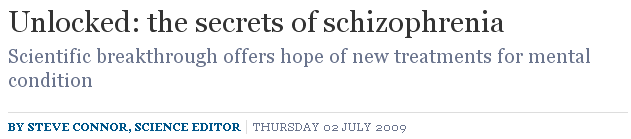 Unlocked: the secrets of schizophrenia
Scientific breakthrough offers hope of new treatments for mental
condition
BY STEVE CONNOR, SCIENCE EDITOR THURSDAY 02 JULY 2009